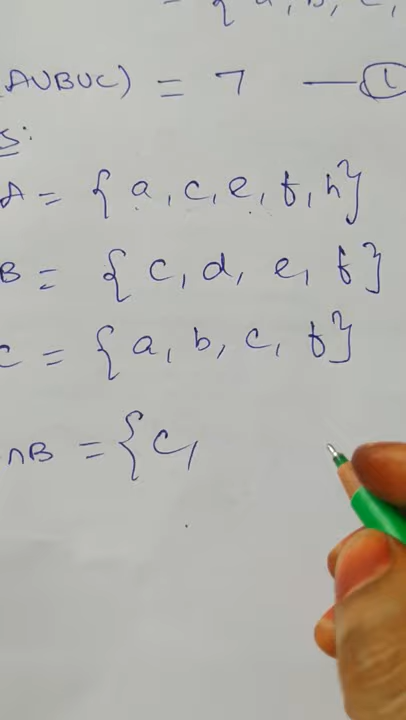 = { a, b, c,
(AUBUC) = 7 — 1
S:
A = { a, c, e, f, h }
B = { c, d, e, f }
C = { a, b, c, f }
∩B = { c,